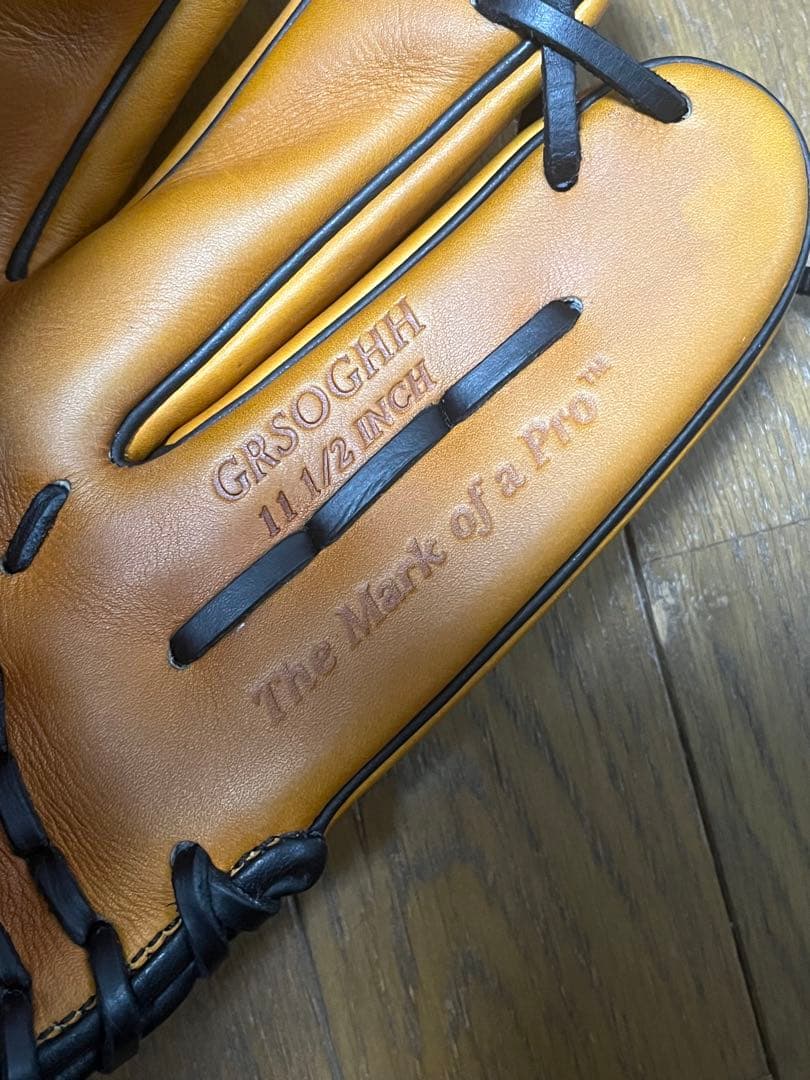 GRSOGHH
11 1/2 INCH
The Mark of a Pro™